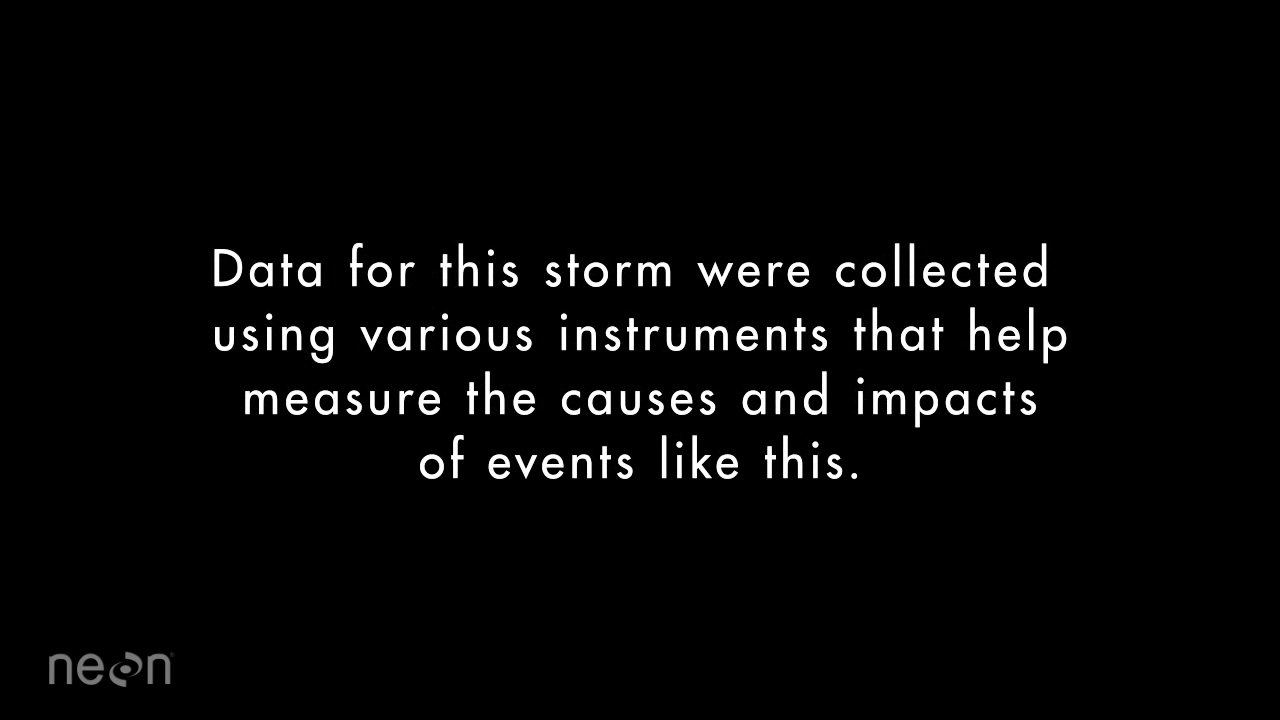 Data for this storm were collected
using various instruments that help
measure the causes and impacts
of events like this.
neon